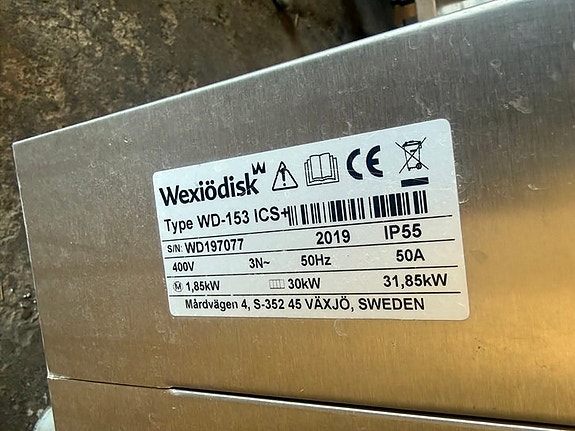 Wexiödisk
CE
Type WD-153 ICS+
S/N: WD197077 2019 IP55
400V 3N~ 50Hz 50A
M 1,85kW 30kW 31,85kW
Mårdvägen 4, S-352 45 VÄXJÖ, SWEDEN